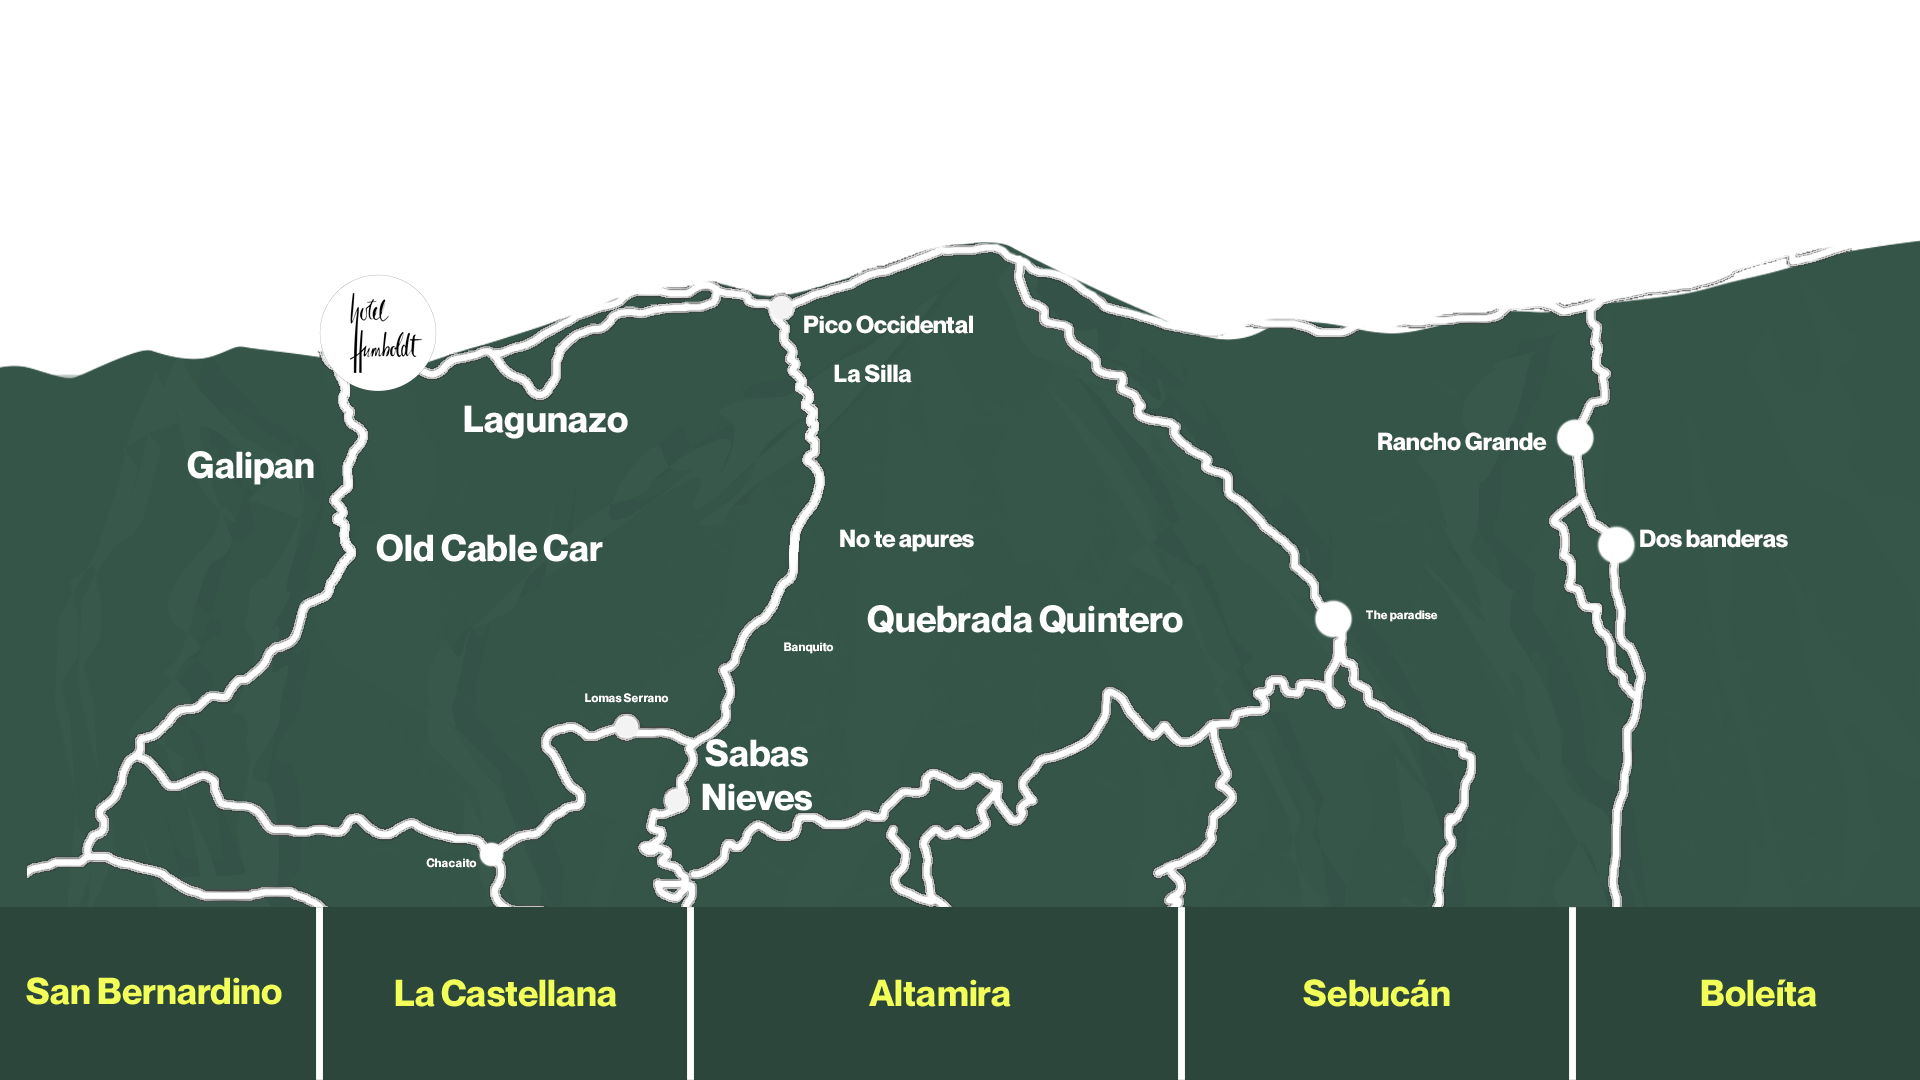 hotel
Humboldt
Pico Occidental
La Silla
Lagunazo
Galipan
Rancho Grande
Old Cable Car
No te apures
Dos banderas
Quebrada Quintero
The paradise
Banquito
Lomas Serrano
Sabas
Nieves
Chacaito
San Bernardino
La Castellana
Altamira
Sebucán
Boleíta